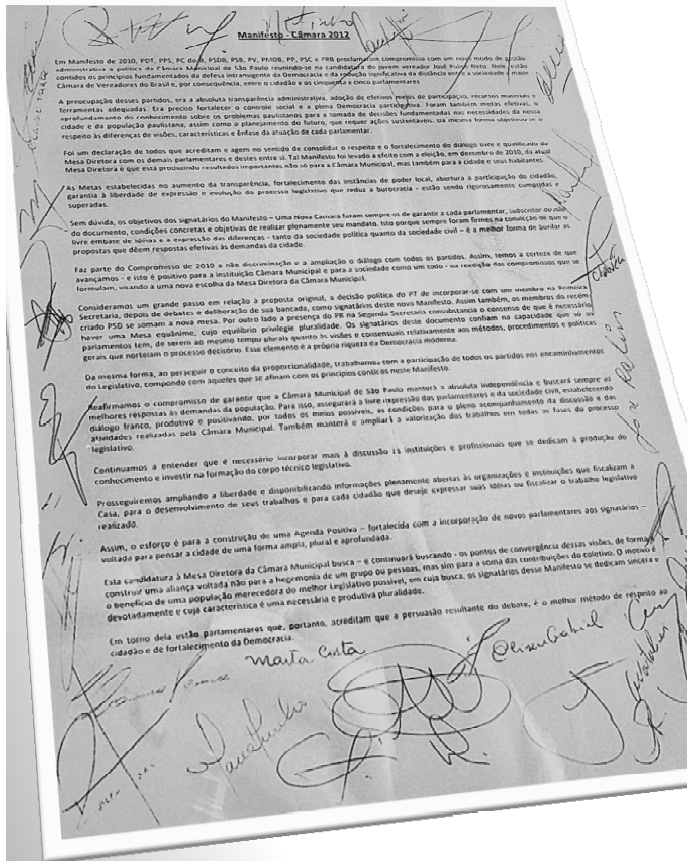 Manifesto - Câmara 2012
Em Manifesto de 2010, PDT, PPS, PC do B, PSDB, PSB, PV, PMDB, PP, PSC e PRB proclamaram compromisso com um novo modo de gestão
administrativa e política da Câmara Municipal de São Paulo reunindo-se na candidatura do jovem vereador José Police Neto. Nele estão
contidos os princípios fundamentados da defesa intransigente da Democracia e da redução significativa da distância entre a sociedade e maior
Câmara de Vereadores do Brasil e, por consequência, entre o cidadão e os cinquenta e cinco parlamentares
A preocupação desses partidos, era a absoluta transparência administrativa, adoção de efetivos meios de participação, recursos materiais e
ferramentas adequadas. Era preciso fortalecer o controle social e a plena Democracia participativa. Foram também metas efetivas, o
aprofundamento do conhecimento sobre os problemas paulistanos para a tomada de decisões fundamentadas nas necessidades da nossa
cidade e da população paulistana, assim como o planejamento do futuro, que requer ações sustentáveis. Da mesma forma objetivou-se o
respeito às diferenças de visões, características e ênfase da atuação de cada parlamentar.
Foi um declaração de todos que acreditam e agem no sentido de consolidar o respeito e o fortalecimento do diálogo livre e qualificado da
Mesa Diretora com os demais parlamentares e destes entre si. Tal Manifesto foi levado a efeito com a eleição, em dezembro de 2010, da atual
Mesa Diretora e que está produzindo resultados importantes não só para a Câmara Municipal, mas também para a cidade e seus habitantes.
As Metas estabelecidas no aumento da transparência, fortalecimento das instâncias de poder local, abertura à participação do cidadão,
garantia à liberdade de expressão e evolução do processo legislativo que reduz a burocracia - estão sendo rigorosamente cumpridas e
superadas.
Sem dúvida, os objetivos dos signatários do Manifesto – Uma Nova Câmara foram sempre os de garantir a cada parlamentar, subscritor ou não
do documento, condições concretas e objetivas de realizar plenamente seu mandato. Isto porque sempre foram firmes na convicção de que o
livre embate de idéias e a expressão das diferenças - tanto da sociedade política quanto da sociedade civil – é a melhor forma de burilar as
propostas que dêem respostas efetivas às demandas da cidade.
Faz parte do Compromisso de 2010 a não discriminação e a ampliação do diálogo com todos os partidos. Assim, temos a certeza de que
avançamos - e isto é positivo para a instituição Câmara Municipal e para a sociedade como um todo - na reedição dos compromissos que se
formulam, visando a uma nova escolha da Mesa Diretora da Câmara Municipal.
Consideramos um grande passo em relação à proposta original, a decisão política do PT de incorporar-se com um membro na Primeira
Secretaria, depois de debates e deliberação de sua bancada, como signatários deste novo Manifesto. Assim também, os membros do recém
criado PSD se somam a nova mesa. Por outro lado a presença do PR na Segunda Secretaria consubstancia o consenso de que é necessário
haver uma Mesa equânime, cujo equilíbrio privilegie pluralidade. Os signatários deste documento confiam na capacidade que só os
parlamentos tem, de serem ao mesmo tempo plurais quanto às visões e consensuais relativamente aos métodos, procedimentos e políticas
gerais que norteiam o processo decisório. Esse elemento é a própria riqueza da Democracia moderna.
Da mesma forma, ao perseguir o conceito da proporcionalidade, trabalhamos com a participação de todos os partidos nos encaminhamentos
do Legislativo, compondo com aqueles que se afinam com os princípios contidos neste Manifesto.
Reafirmamos o compromisso de garantir que a Câmara Municipal de São Paulo manterá a absoluta independência e buscará sempre as
melhores respostas às demandas da população. Para isso, assegurará a livre impressão dos parlamentares e da sociedade civil, estabelecendo
diálogo franco, produtivo e positivando, por todos os meios possíveis, as condições para o pleno acompanhamento da discussão e das
atividades realizadas pela Câmara Municipal. Também manterá e ampliará a valorização dos trabalhos em todas as fases do processo
legislativo.
Continuamos a entender que é necessário incorporar mais à discussão as instituições e profissionais que se dedicam à produção do
conhecimento e investir na formação do corpo técnico legislativo.
Prosseguiremos ampliando a liberdade e disponibilizando informações plenamente abertas às organizações e instituições que fiscalizam a
Casa, para o desenvolvimento de seus trabalhos e para cada cidadão que deseje expressar suas idéias ou fiscalizar o trabalho legislativo
realizado.
Assim, o esforço é para a construção de uma Agenda Positiva – fortalecida com a incorporação de novos parlamentares aos signatários –
voltada para pensar a cidade de uma forma ampla, plural e aprofundada.
Esta candidatura à Mesa Diretora da Câmara Municipal busca – e continuará buscando - os pontos de convergência dessas visões, de forma a
construir uma aliança voltada não para a hegemonia de um grupo ou pessoas, mas sim para a soma das contribuições do coletivo. O motivo é
o benefício de uma população merecedora do melhor Legislativo possível, em cuja busca, os signatários desse Manifesto se dedicam sincera e
devotadamente e cuja característica é uma necessária e produtiva pluralidade.
Em torno dela estão parlamentares que, portanto, acreditam que a persuasão resultante do debate, é o melhor método de respeito ao
cidadão e de fortalecimento da Democracia.
Marta Costa
Eliseu Gabriel